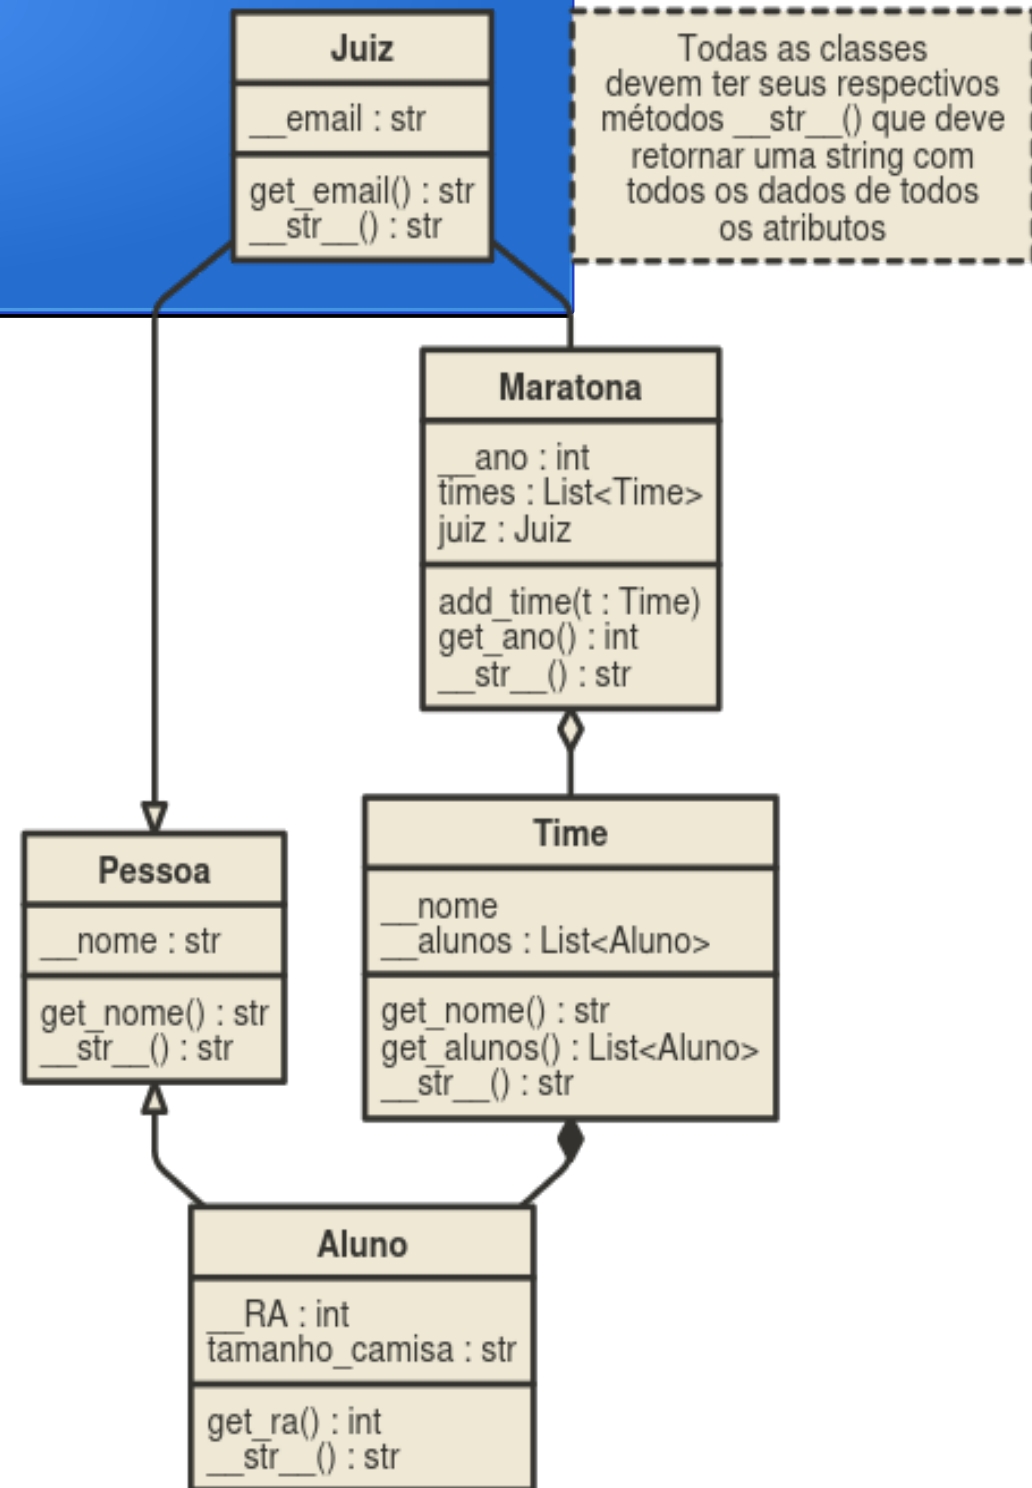 Juiz
__email : str
get_email() : str
__str__() : str
Todas as classes
devem ter seus respectivos
métodos __str__() que deve
retornar uma string com
todos os dados de todos
os atributos
Maratona
__ano : int
times : List<Time>
juiz : Juiz
add_time(t : Time)
get_ano() : int
__str__() : str
Pessoa
__nome : str
get_nome() : str
__str__() : str
Time
__nome
__alunos : List<Aluno>
get_nome() : str
get_alunos() : List<Aluno>
__str__() : str
Aluno
__RA : int
tamanho_camisa : str
get_ra() : int
__str__() : str